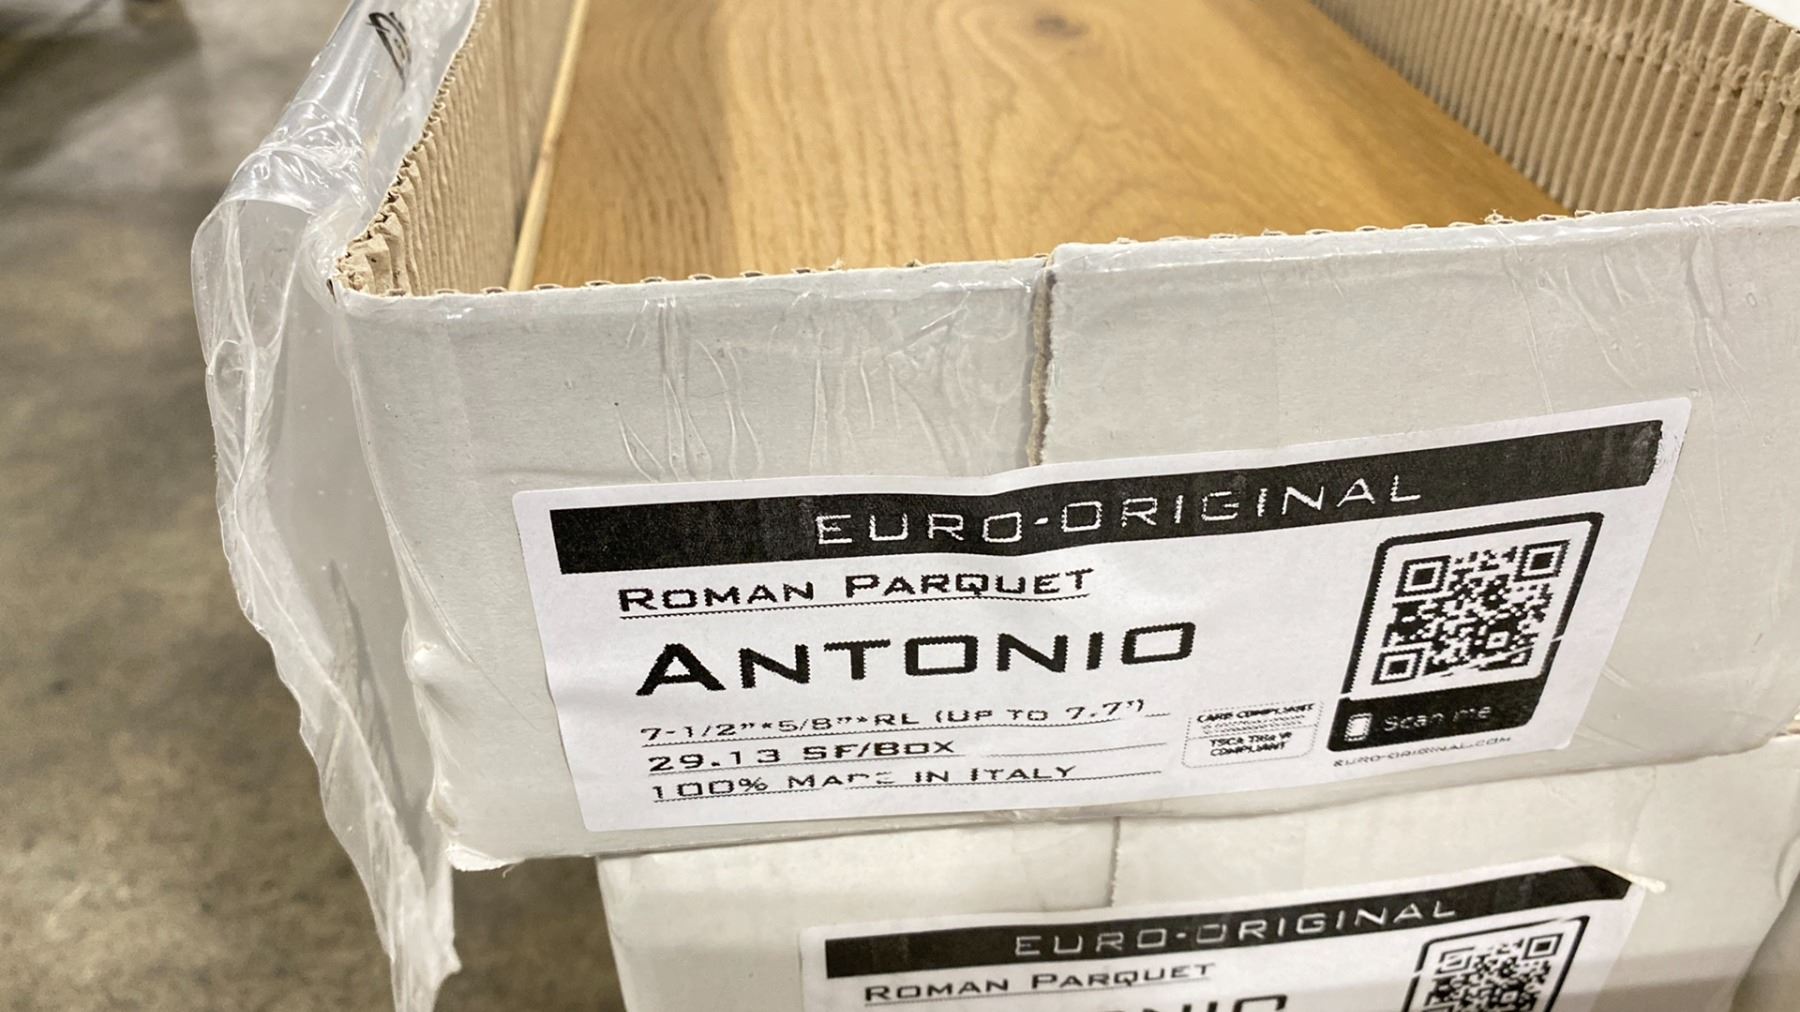 EURO-ORIGINAL
ROMAN PARQUET
ANTONIO
7-1/2"*5/8"*RL (UP TO 7.7')
29.13 SF/BOX
100% MADE IN ITALY
CARB COMPLIANT
TSCA Title VI
COMPLIANT
Scan me
EURO-ORIGINAL.COM
EURO-ORIGINAL
ROMAN PARQUET